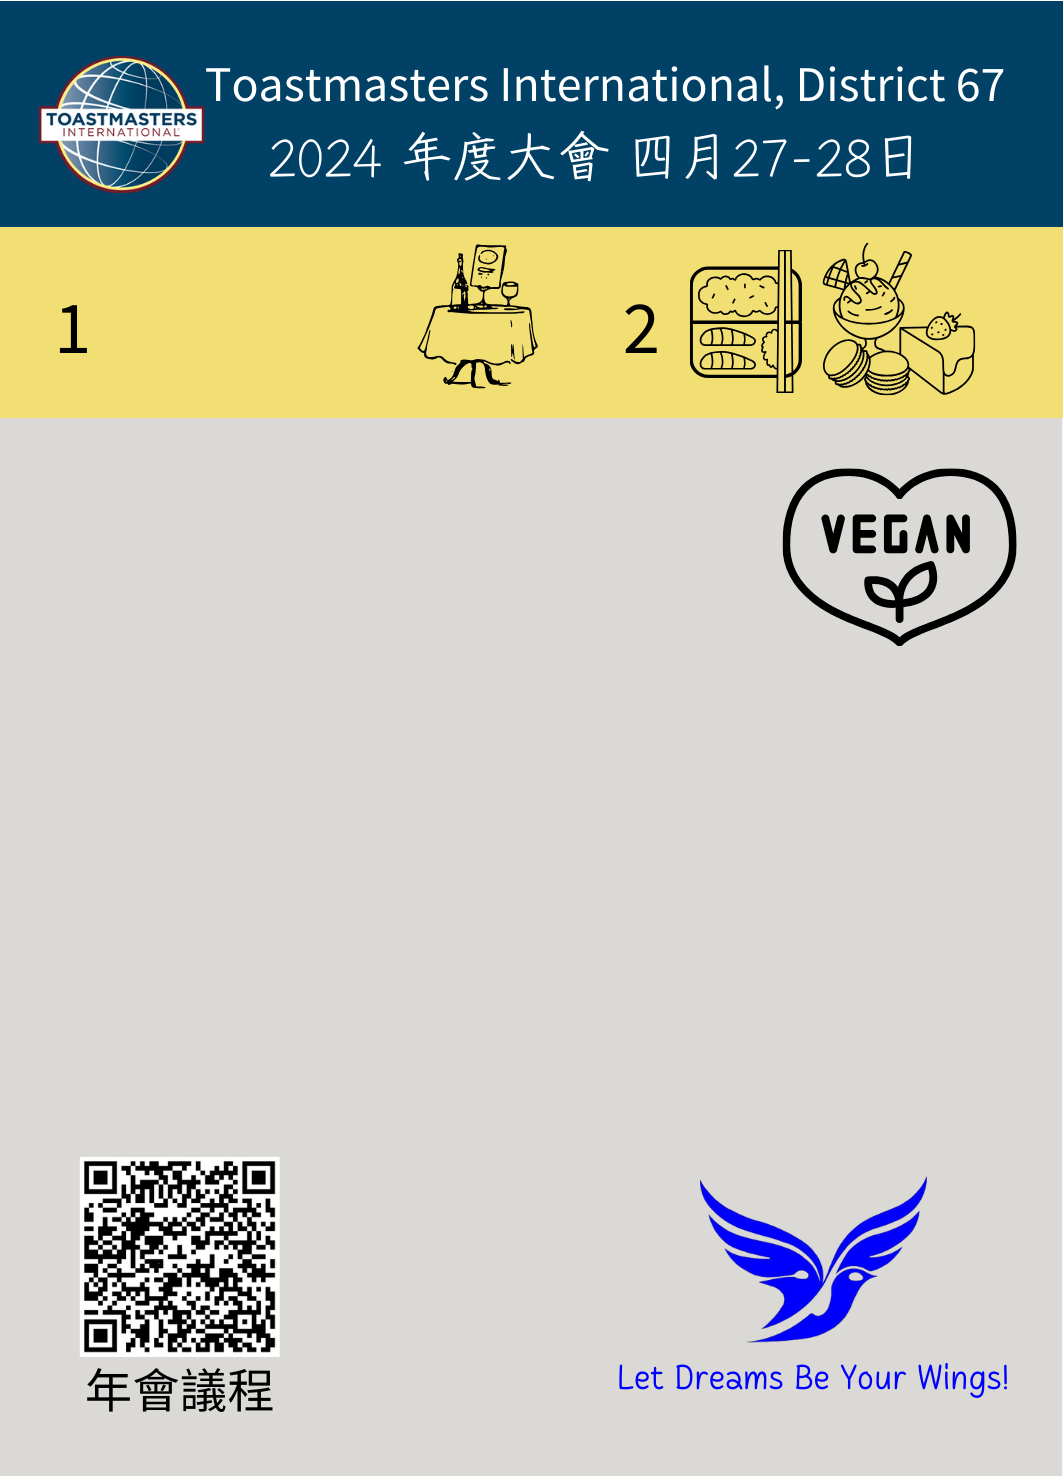 TOASTMASTERS
INTERNATIONAL
Toastmasters International, District 67
2024 年度大會 四月27-28日
1
2
VEGAN
年會議程
Let Dreams Be Your Wings!